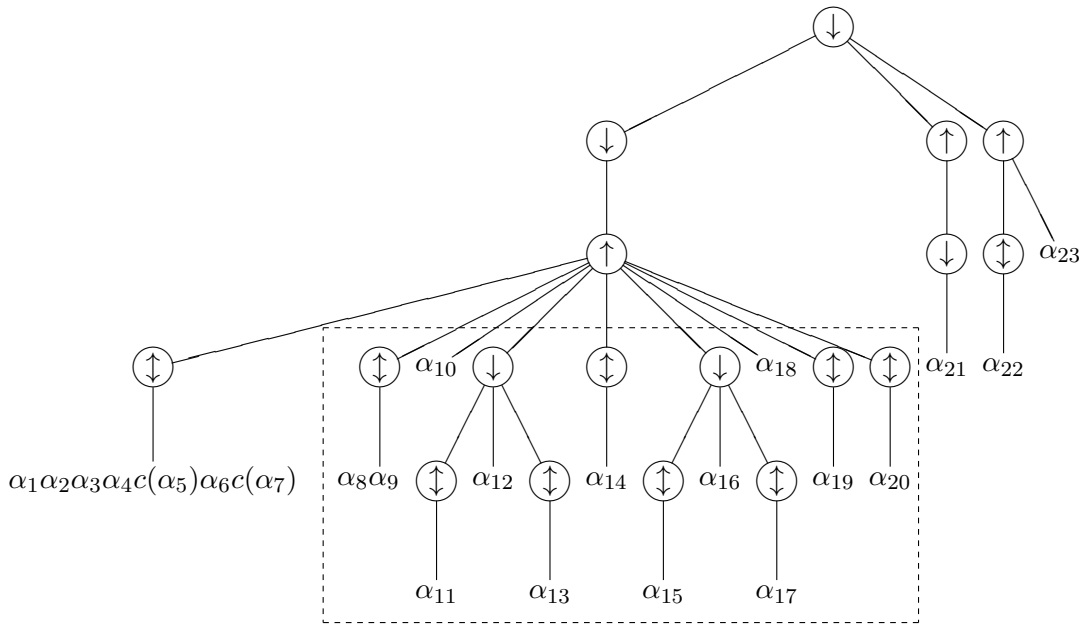 ↓
↓ ↑ ↑
↑ ↓ ↕ α₂₃
↕ ↕ α₁₀ ↓ ↕ ↓ α₁₈ ↕ ↕ α₂₁ α₂₂
α₁α₂α₃α₄c(α₅)α₆c(α₇) α₈α₉ ↕ α₁₂ ↕ α₁₄ ↕ α₁₆ ↕ α₁₉ α₂₀
α₁₁ α₁₃ α₁₅ α₁₇